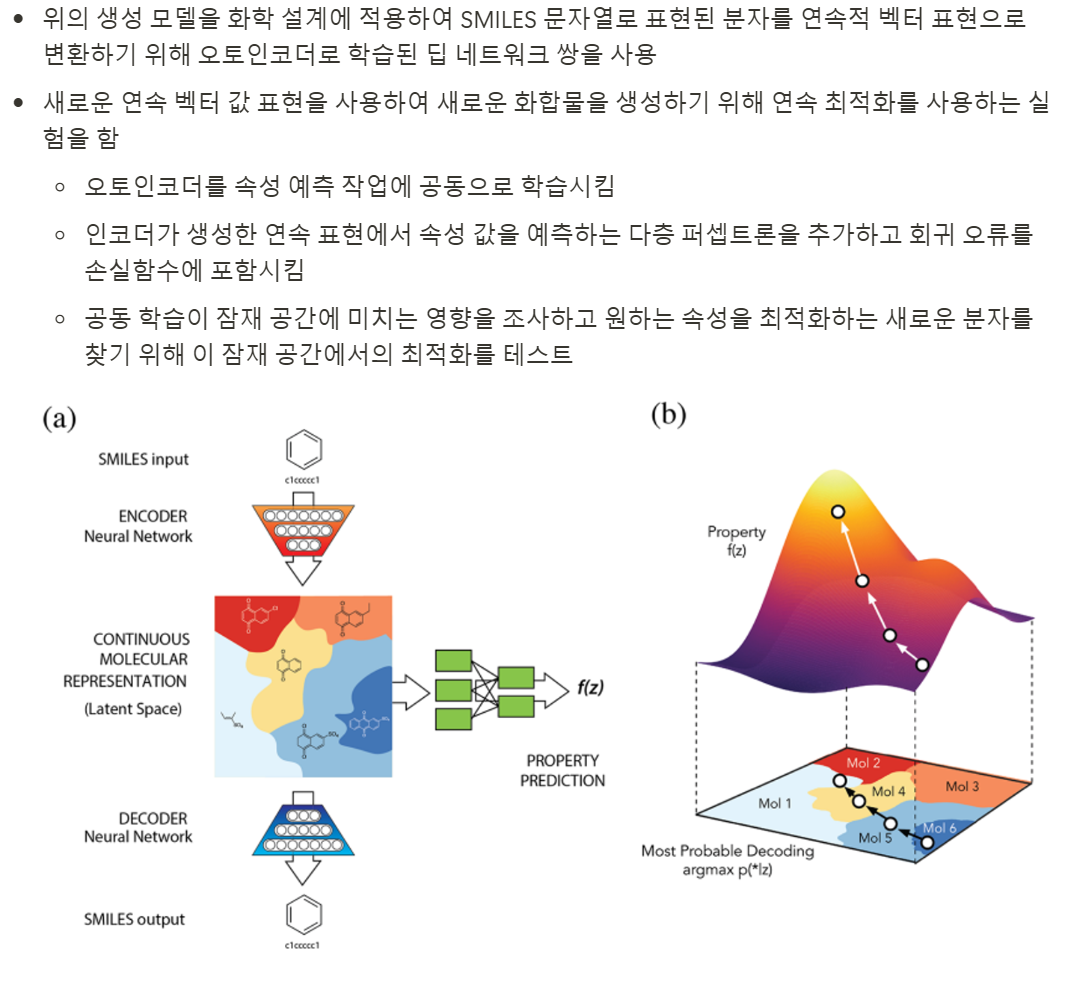 위의 생성 모델을 화학 설계에 적용하여 SMILES 문자열로 표현된 분자를 연속적 벡터 표현으로
변환하기 위해 오토인코더로 학습된 딥 네트워크 쌍을 사용
새로운 연속 벡터 값 표현을 사용하여 새로운 화합물을 생성하기 위해 연속 최적화를 사용하는 실
험을 함
오토인코더를 속성 예측 작업에 공동으로 학습시킴
인코더가 생성한 연속 표현에서 속성 값을 예측하는 다층 퍼셉트론을 추가하고 회귀 오류를
손실함수에 포함시킴
공동 학습이 잠재 공간에 미치는 영향을 조사하고 원하는 속성을 최적화하는 새로운 분자를
찾기 위해 이 잠재 공간에서의 최적화를 테스트
(a)
SMILES input
c1ccccc1
ENCODER
Neural Network
CONTINUOUS
MOLECULAR
REPRESENTATION
(Latent Space)
f(z)
PROPERTY
PREDICTION
DECODER
Neural Network
SMILES output
c1ccccc1
(b)
Property
f(z)
Mol 2
Mol 3
Mol 4
Mol 1
Mol 6
Mol 5
Most Probable Decoding
argmax p(*|z)